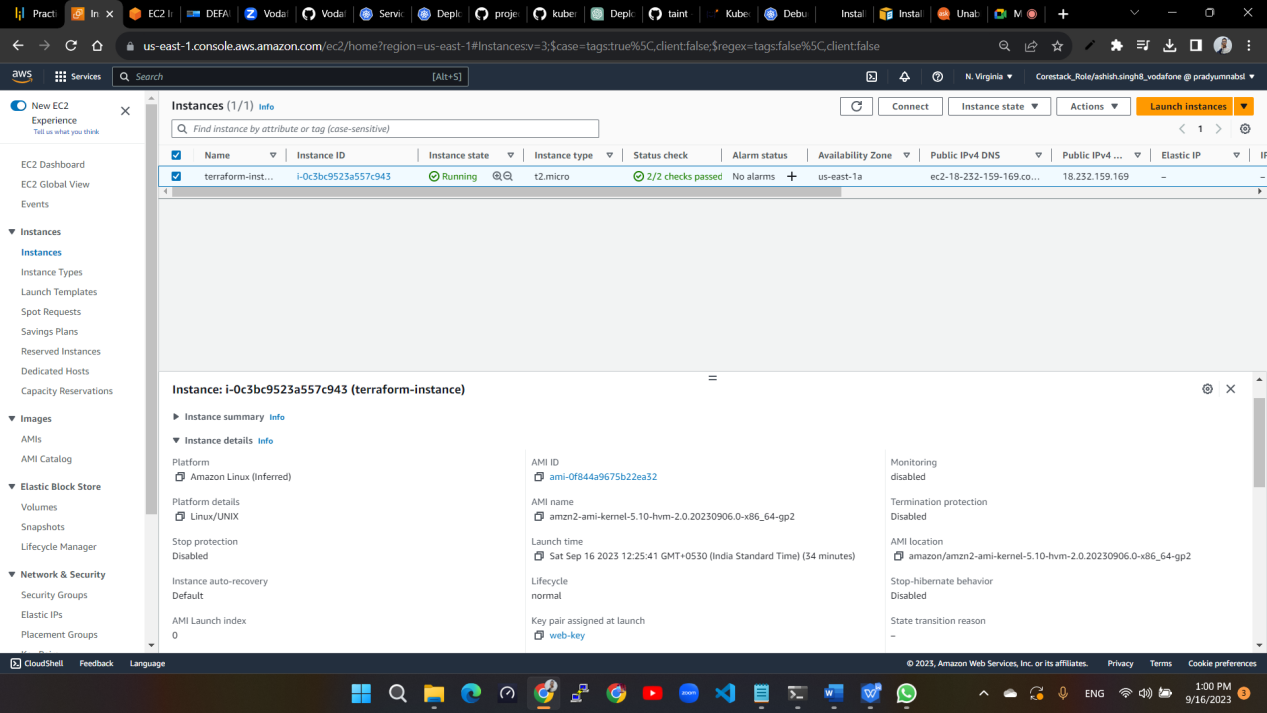 Practi
In
EC2 In
DEFAU
Vodaf
Vodaf
Servic
Deplo
projec
kuber
Deplo
taint
Kube
Debu
Install
Install
Unab
M
us-east-1.console.aws.amazon.com/ec2/home?region=us-east-1#Instances:v=3;$case=tags:true%5C,client:false;$regex=tags:false%5C,client:false
aws
Services
Search
[Alt+S]
N. Virginia
Corestack_Role/ashish.singh8_vodafone @ pradyumnabsl
New EC2
Experience
Tell us what you think
EC2 Dashboard
EC2 Global View
Events
Instances
Instances
Instance Types
Launch Templates
Spot Requests
Savings Plans
Reserved Instances
Dedicated Hosts
Capacity Reservations
Images
AMIs
AMI Catalog
Elastic Block Store
Volumes
Snapshots
Lifecycle Manager
Network & Security
Security Groups
Elastic IPs
Placement Groups
Instances (1/1) Info
Connect
Instance state
Actions
Launch instances
Find instance by attribute or tag (case-sensitive)
1
Name Instance ID Instance state Instance type Status check Alarm status Availability Zone Public IPv4 DNS Public IPv4 ... Elastic IP
terraform-inst... i-0c3bc9523a557c943 Running t2.micro 2/2 checks passed No alarms + us-east-1a ec2-18-232-159-169.co... 18.232.159.169 – –
Instance: i-0c3bc9523a557c943 (terraform-instance)
Instance summary Info
Instance details Info
Platform
Amazon Linux (Inferred)
Platform details
Linux/UNIX
Stop protection
Disabled
Instance auto-recovery
Default
AMI Launch index
0
AMI ID
ami-0f844a9675b22ea32
AMI name
amzn2-ami-kernel-5.10-hvm-2.0.20230906.0-x86_64-gp2
Launch time
Sat Sep 16 2023 12:25:41 GMT+0530 (India Standard Time) (34 minutes)
Lifecycle
normal
Key pair assigned at launch
web-key
Monitoring
disabled
Termination protection
Disabled
AMI location
amazon/amzn2-ami-kernel-5.10-hvm-2.0.20230906.0-x86_64-gp2
Stop-hibernate behavior
Disabled
State transition reason
–
CloudShell
Feedback
Language
© 2023, Amazon Web Services, Inc. or its affiliates.
Privacy
Terms
Cookie preferences
zoom
ENG
1:00 PM
9/16/2023
3